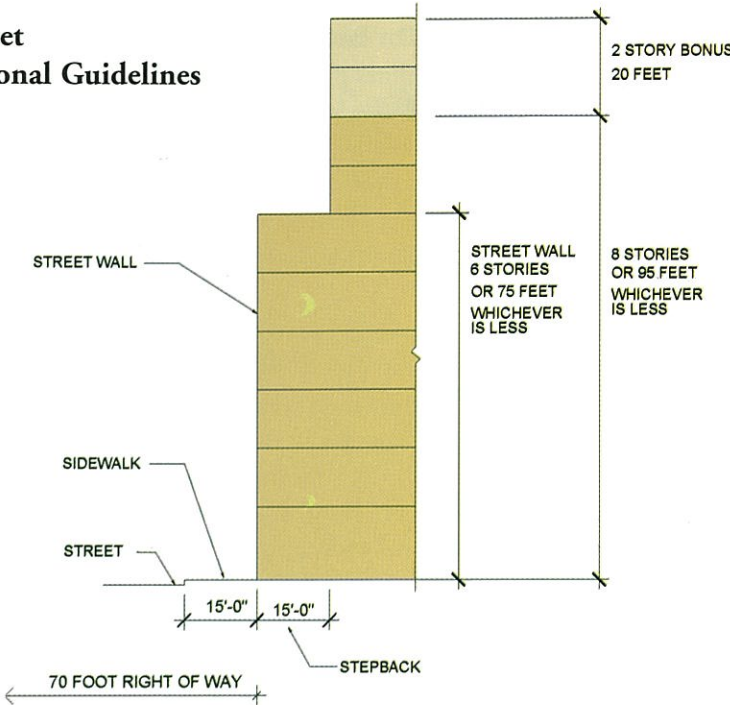 et
onal Guidelines
2 STORY BONUS
20 FEET
STREET WALL
STREET WALL
6 STORIES
OR 75 FEET
WHICHEVER
IS LESS
8 STORIES
OR 95 FEET
WHICHEVER
IS LESS
SIDEWALK
STREET
15'-0" 15'-0"
STEPBACK
70 FOOT RIGHT OF WAY